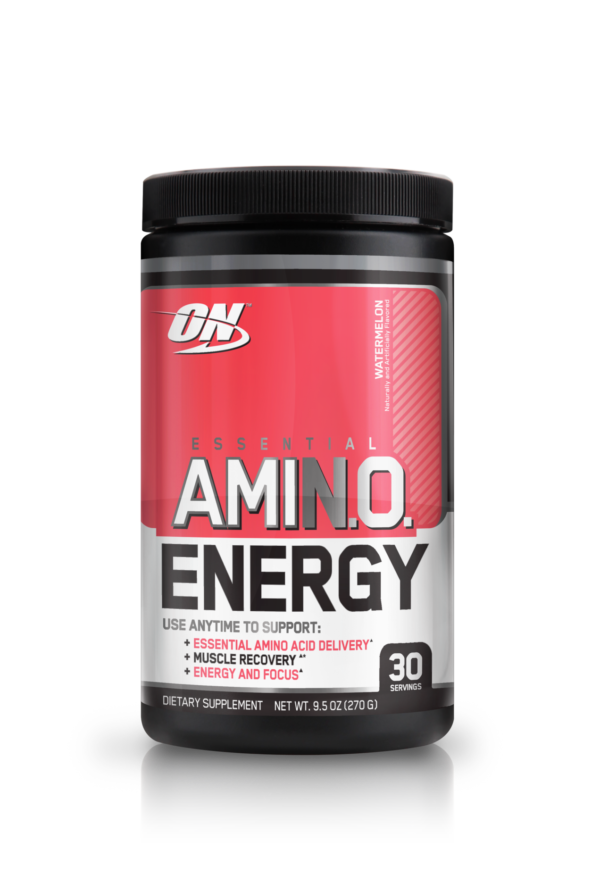 ON™
WATERMELON
Naturally and Artificially Flavored
ESSENTIAL
AMIN.O.
ENERGY
USE ANYTIME TO SUPPORT:
+ ESSENTIAL AMINO ACID DELIVERY▲
+ MUSCLE RECOVERY▲*
+ ENERGY AND FOCUS▲
30
SERVINGS
DIETARY SUPPLEMENT NET WT. 9.5 OZ (270 G)